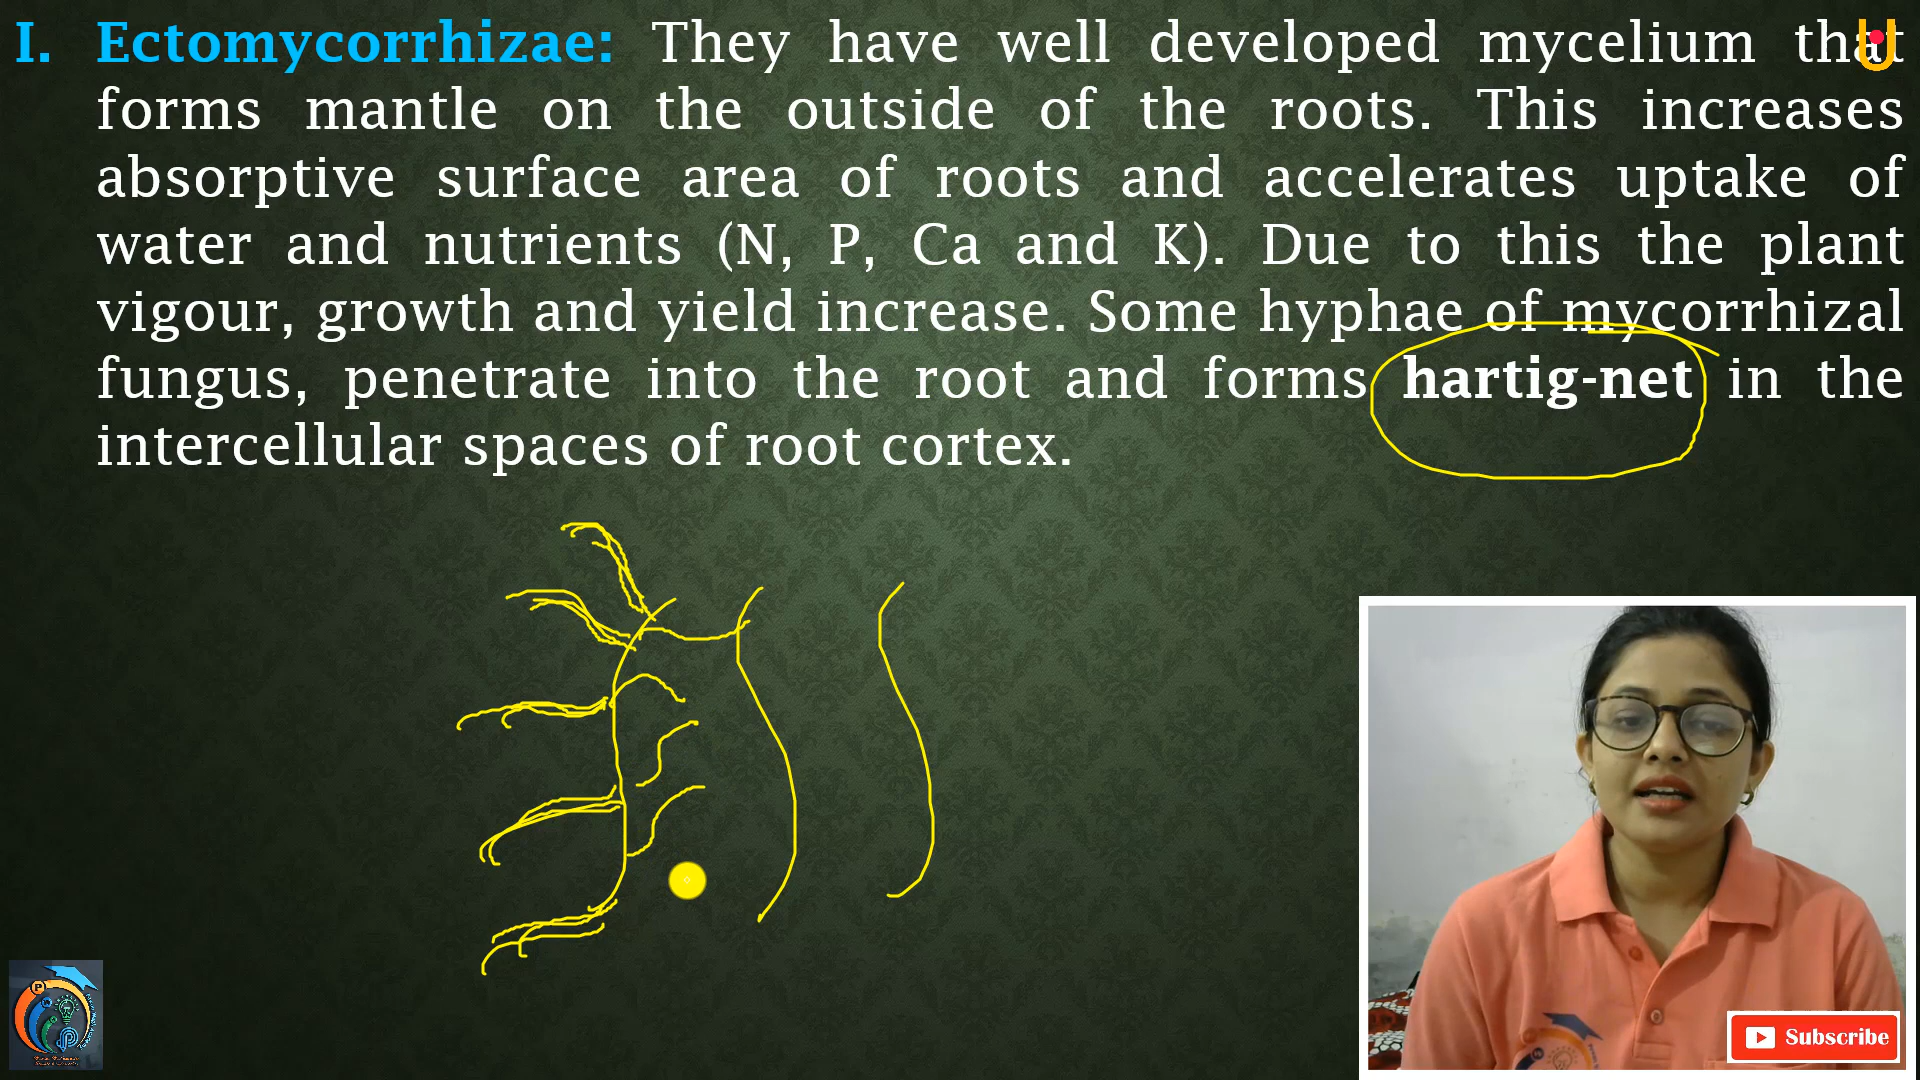 I. Ectomycorrhizae: They have well developed mycelium that
forms mantle on the outside of the roots. This increases
absorptive surface area of roots and accelerates uptake of
water and nutrients (N, P, Ca and K). Due to this the plant
vigour, growth and yield increase. Some hyphae of mycorrhizal
fungus, penetrate into the root and forms hartig-net in the
intercellular spaces of root cortex.
Subscribe